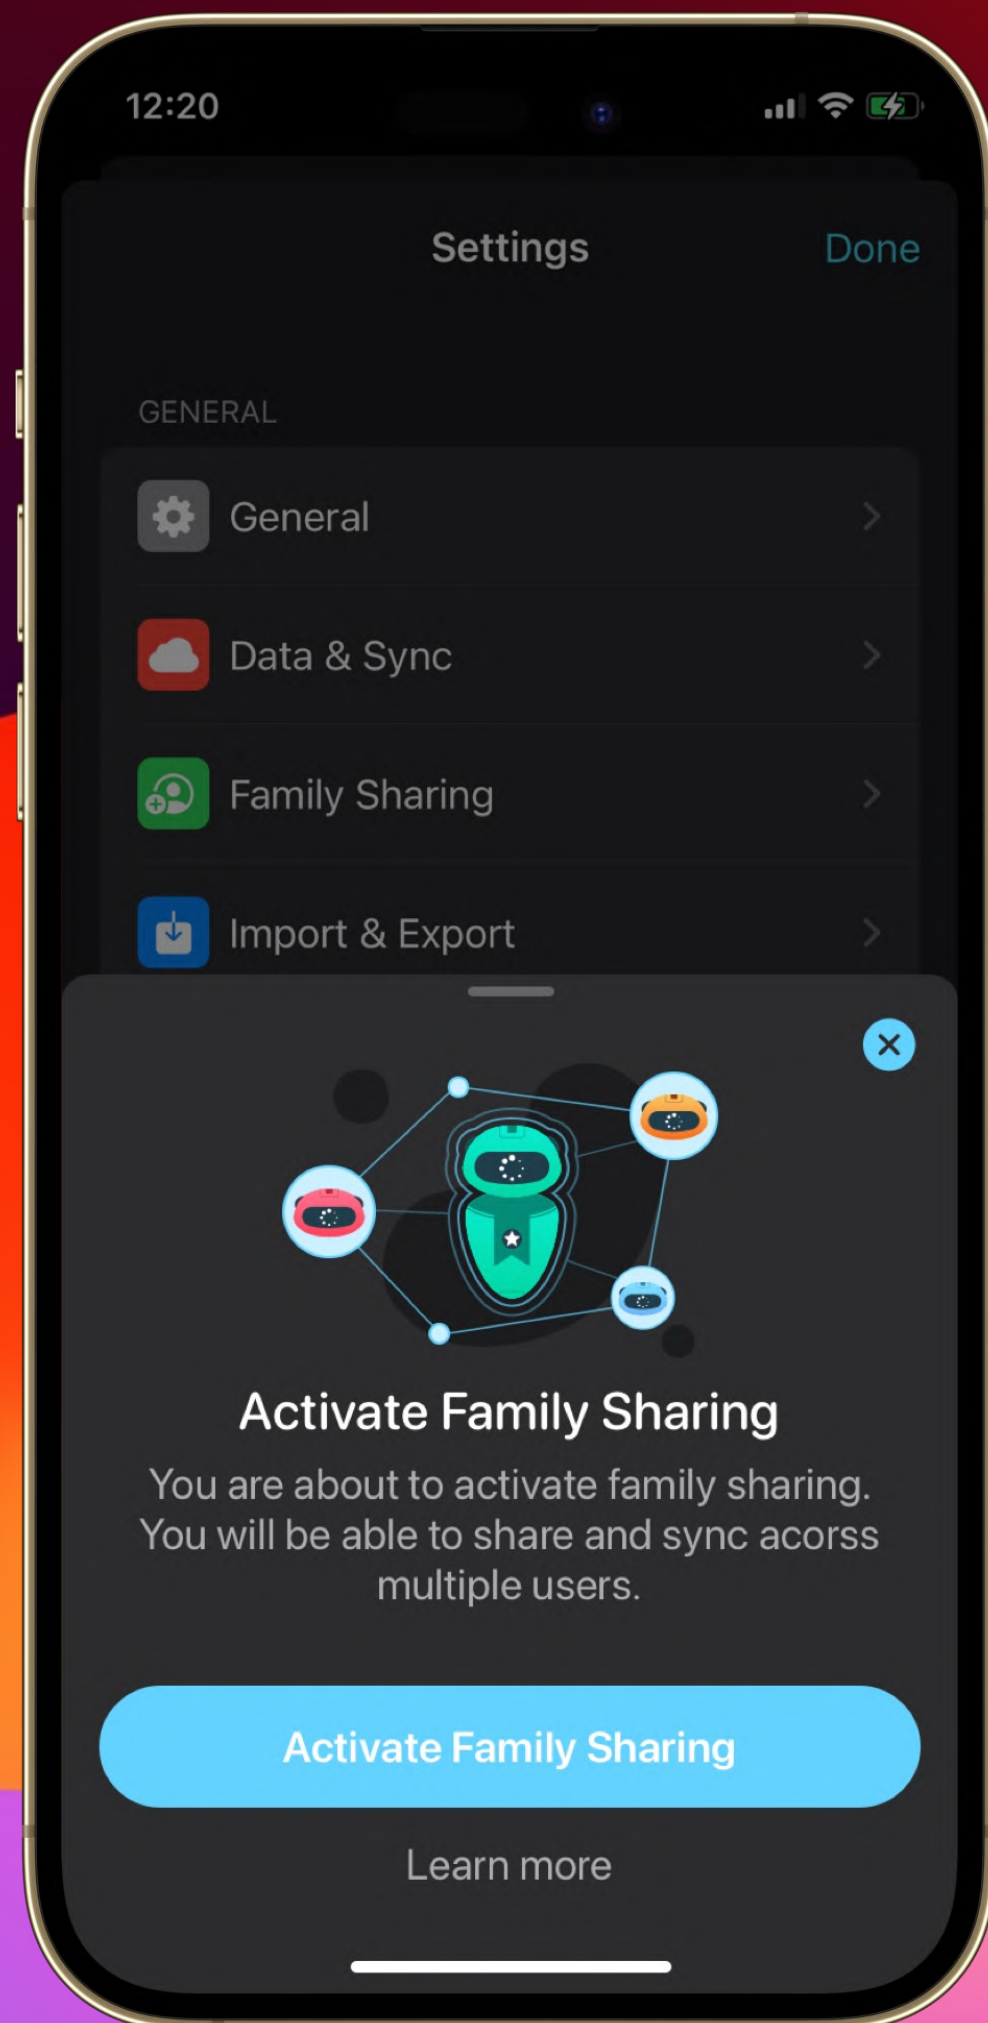 12:20
Settings
Done
GENERAL
General
Data & Sync
Family Sharing
Import & Export
Activate Family Sharing
You are about to activate family sharing.
You will be able to share and sync acorss
multiple users.
Activate Family Sharing
Learn more